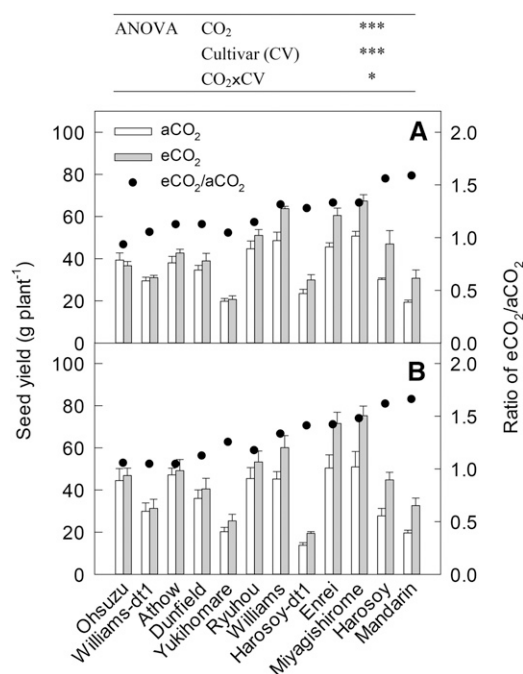 ANOVA CO₂ ***
Cultivar (CV) ***
CO₂xCV *
A
aCO₂
eCO₂
eCO₂/aCO₂
100
80
60
40
20
0
2.0
1.5
1.0
0.5
0.0
B
100
80
60
40
20
0
2.0
1.5
1.0
0.5
0.0
Seed yield (g plant⁻¹)
Ratio of eCO₂/aCO₂
Ohsuzu
Williams-dt1
Athow
Dunfield
Yukihomare
Ryuhou
Williams
Harosoy-dt1
Enrei
Miyagishirome
Harosoy
Mandarin